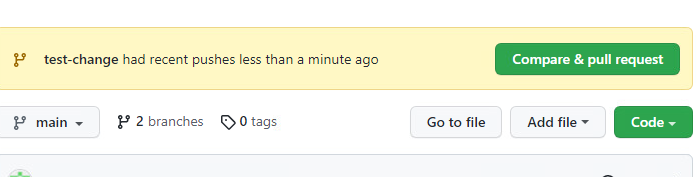 test-change had recent pushes less than a minute ago
Compare & pull request
main
2 branches
0 tags
Go to file
Add file
Code